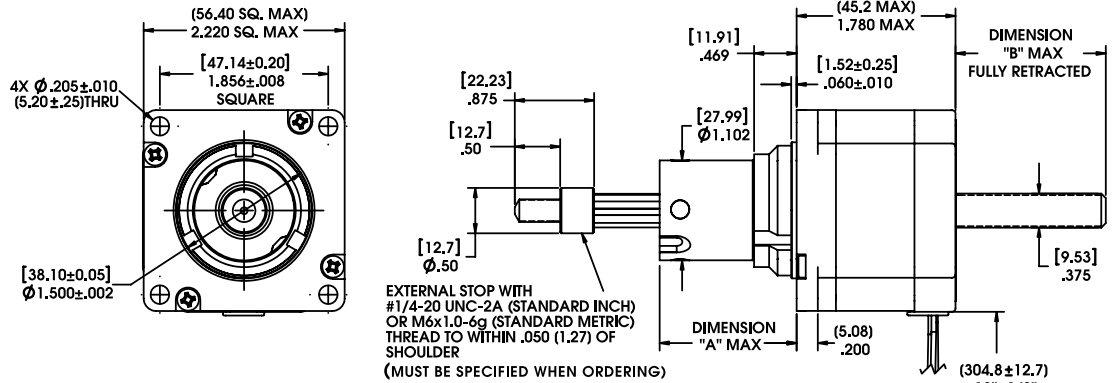 (56.40 SQ. MAX)
2.220 SQ. MAX
[47.14±0.20]
1.856±.008
SQUARE
4X Ø.205±.010
(5.20±.25)THRU
[38.10±0.05]
Ø1.500±.002
[22.23]
.875
[12.7]
.50
[12.7]
Ø.50
EXTERNAL STOP WITH
#1/4-20 UNC-2A (STANDARD INCH)
OR M6x1.0-6g (STANDARD METRIC)
THREAD TO WITHIN .050 (1.27) OF
SHOULDER
(MUST BE SPECIFIED WHEN ORDERING)
[11.91]
.469
[27.99]
Ø1.102
(45.2 MAX)
1.780 MAX
[1.52±0.25]
.060±.010
DIMENSION
"B" MAX
FULLY RETRACTED
[9.53]
.375
DIMENSION
"A" MAX
(5.08)
.200
(304.8±12.7)